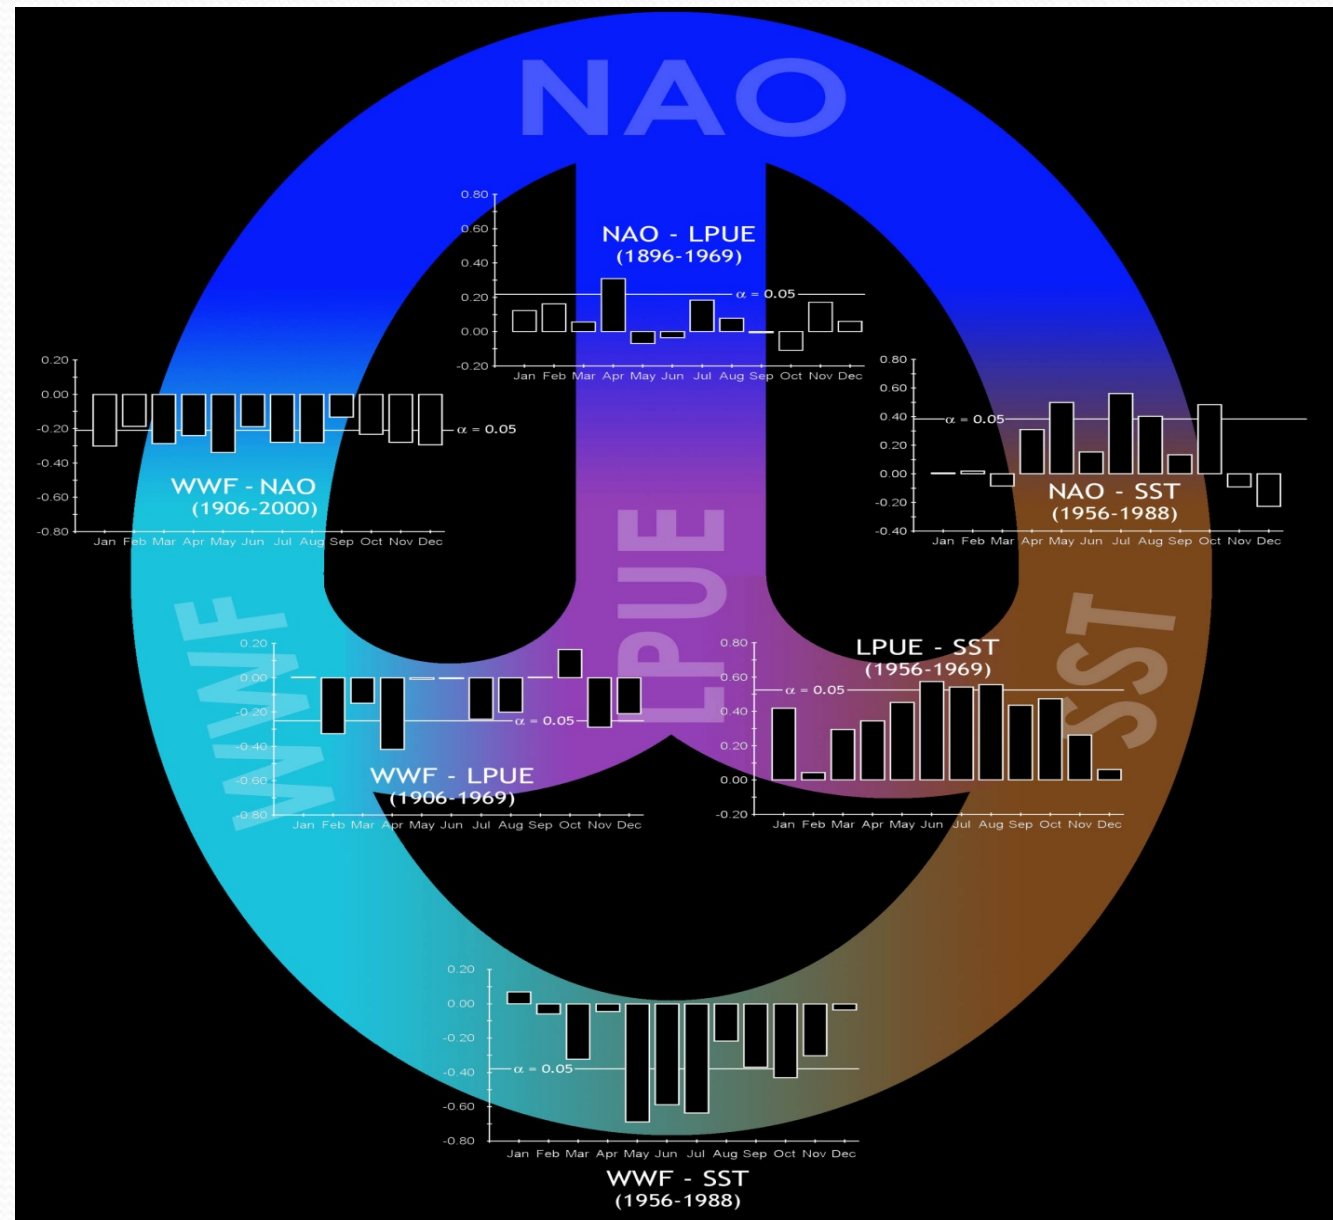 NAO
0.80
0.60
0.40
0.20
0.00
-0.20
NAO - LPUE
(1896-1969)
α = 0.05
Jan Feb Mar Apr May Jun Jul Aug Sep Oct Nov Dec
0.20
0.00
-0.20
-0.40
-0.60
-0.80
α = 0.05
WWF - NAO
(1906-2000)
Jan Feb Mar Apr May Jun Jul Aug Sep Oct Nov Dec
0.80
0.60
0.40
0.20
0.00
-0.20
-0.40
α = 0.05
NAO - SST
(1956-1988)
Jan Feb Mar Apr May Jun Jul Aug Sep Oct Nov Dec
WWF
LPUE
SST
0.20
0.00
-0.20
-0.40
-0.60
-0.80
α = 0.05
WWF - LPUE
(1906-1969)
Jan Feb Mar Apr May Jun Jul Aug Sep Oct Nov Dec
0.80
0.60
0.40
0.20
0.00
-0.20
LPUE - SST
(1956-1969)
α = 0.05
Jan Feb Mar Apr May Jun Jul Aug Sep Oct Nov Dec
0.20
0.00
-0.20
-0.40
-0.60
-0.80
α = 0.05
Jan Feb Mar Apr May Jun Jul Aug Sep Oct Nov Dec
WWF - SST
(1956-1988)